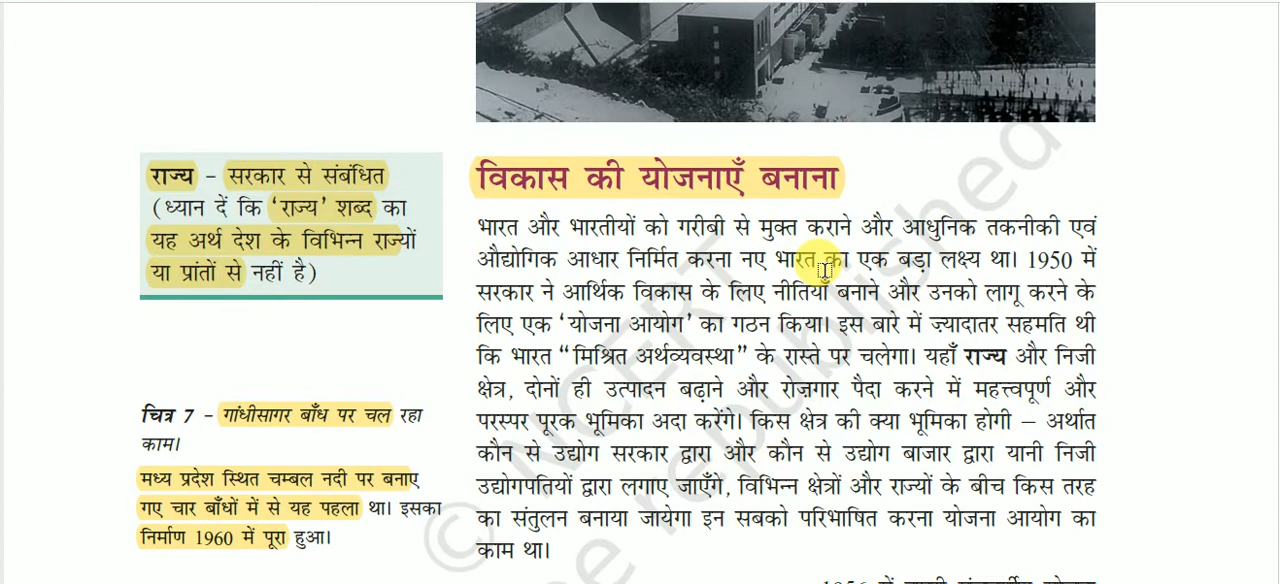 राज्य – सरकार से संबंधित
(ध्यान दें कि ‘राज्य’ शब्द का
यह अर्थ देश के विभिन्न राज्यों
या प्रांतों से नहीं है)
चित्र 7 – गांधीसागर बाँध पर चल रहा
काम।
मध्य प्रदेश स्थित चम्बल नदी पर बनाए
गए चार बाँधों में से यह पहला था। इसका
निर्माण 1960 में पूरा हुआ।
विकास की योजनाएँ बनाना
भारत और भारतीयों को गरीबी से मुक्त कराने और आधुनिक तकनीकी एवं
औद्योगिक आधार निर्मित करना नए भारत का एक बड़ा लक्ष्य था। 1950 में
सरकार ने आर्थिक विकास के लिए नीतियाँ बनाने और उनको लागू करने के
लिए एक ‘योजना आयोग’ का गठन किया। इस बारे में ज़्यादातर सहमति थी
कि भारत “मिश्रित अर्थव्यवस्था” के रास्ते पर चलेगा। यहाँ राज्य और निजी
क्षेत्र, दोनों ही उत्पादन बढ़ाने और रोज़गार पैदा करने में महत्त्वपूर्ण और
परस्पर पूरक भूमिका अदा करेंगे। किस क्षेत्र की क्या भूमिका होगी – अर्थात
कौन से उद्योग सरकार द्वारा और कौन से उद्योग बाजार द्वारा यानी निजी
उद्योगपतियों द्वारा लगाए जाएँगे, विभिन्न क्षेत्रों और राज्यों के बीच किस तरह
का संतुलन बनाया जायेगा इन सबको परिभाषित करना योजना आयोग का
काम था।
© NCERT
be republished